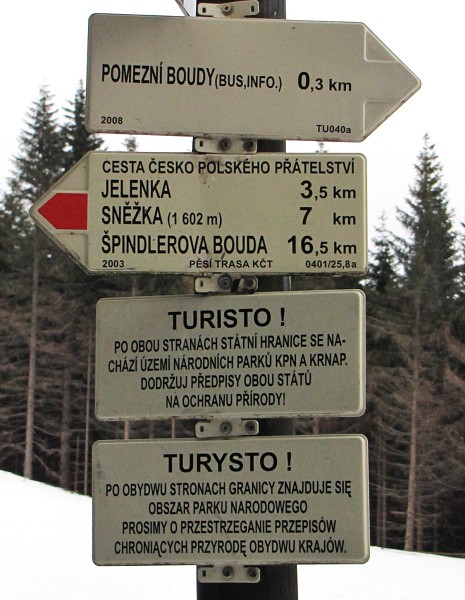 POMEZNÍ BOUDY (BUS,INFO.) 0,3 km
2008 TU040a
CESTA ČESKO POLSKÉHO PŘÁTELSTVÍ
JELENKA 3,5 km
SNĚŽKA (1 602 m) 7 km
ŠPINDLEROVA BOUDA 16,5 km
2003 PĚSÍ TRASA KČT 0401/25,8a
TURISTO !
PO OBOU STRANÁCH STÁTNÍ HRANICE SE NA-
CHÁZÍ ÚZEMÍ NÁRODNÍCH PARKŮ KPN A KRNAP.
DODRŽUJ PŘEDPISY OBOU STÁTŮ
NA OCHRANU PŘÍRODY!
TURYSTO !
PO OBYDWU STRONACH GRANICY ZNAJDUJE SIĘ
OBSZAR PARKU NARODOWEGO
PROSIMY O PRZESTRZEGANIE PRZEPISÓW
CHRONIĄCYCH PRZYRODĘ OBYDWU KRAJÓW.